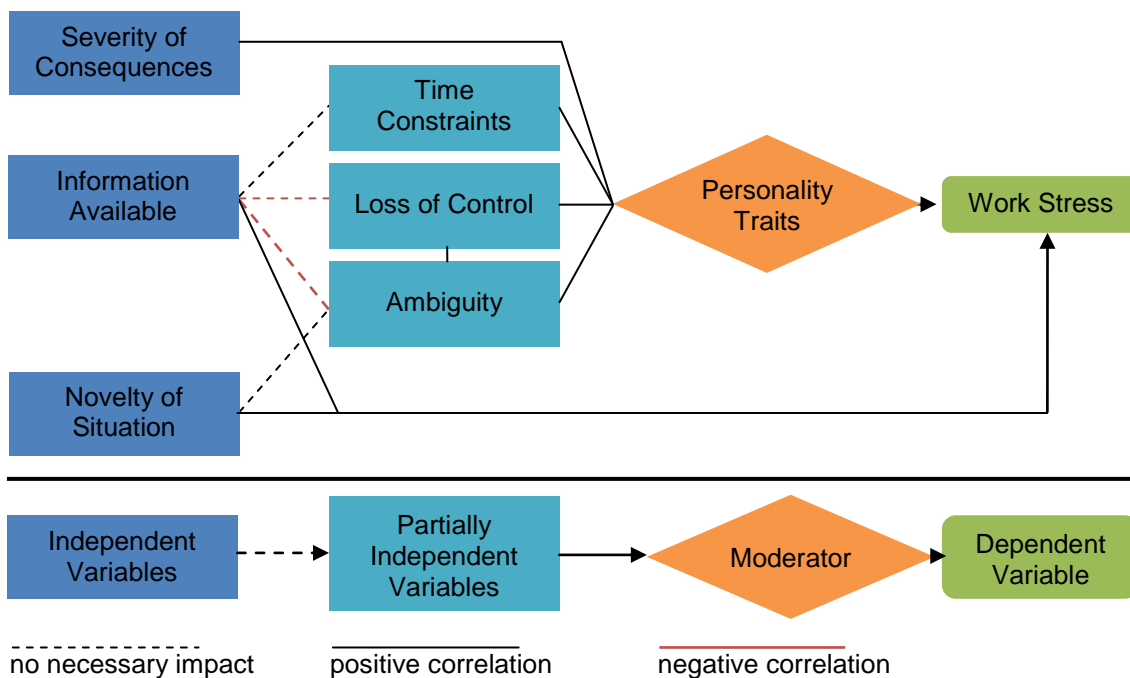 Severity of
Consequences
Time
Constraints
Information
Available
Loss of Control
Personality
Traits
Work Stress
Ambiguity
Novelty of
Situation
Independent
Variables
Partially
Independent
Variables
Moderator
Dependent
Variable
no necessary impact
positive correlation
negative correlation